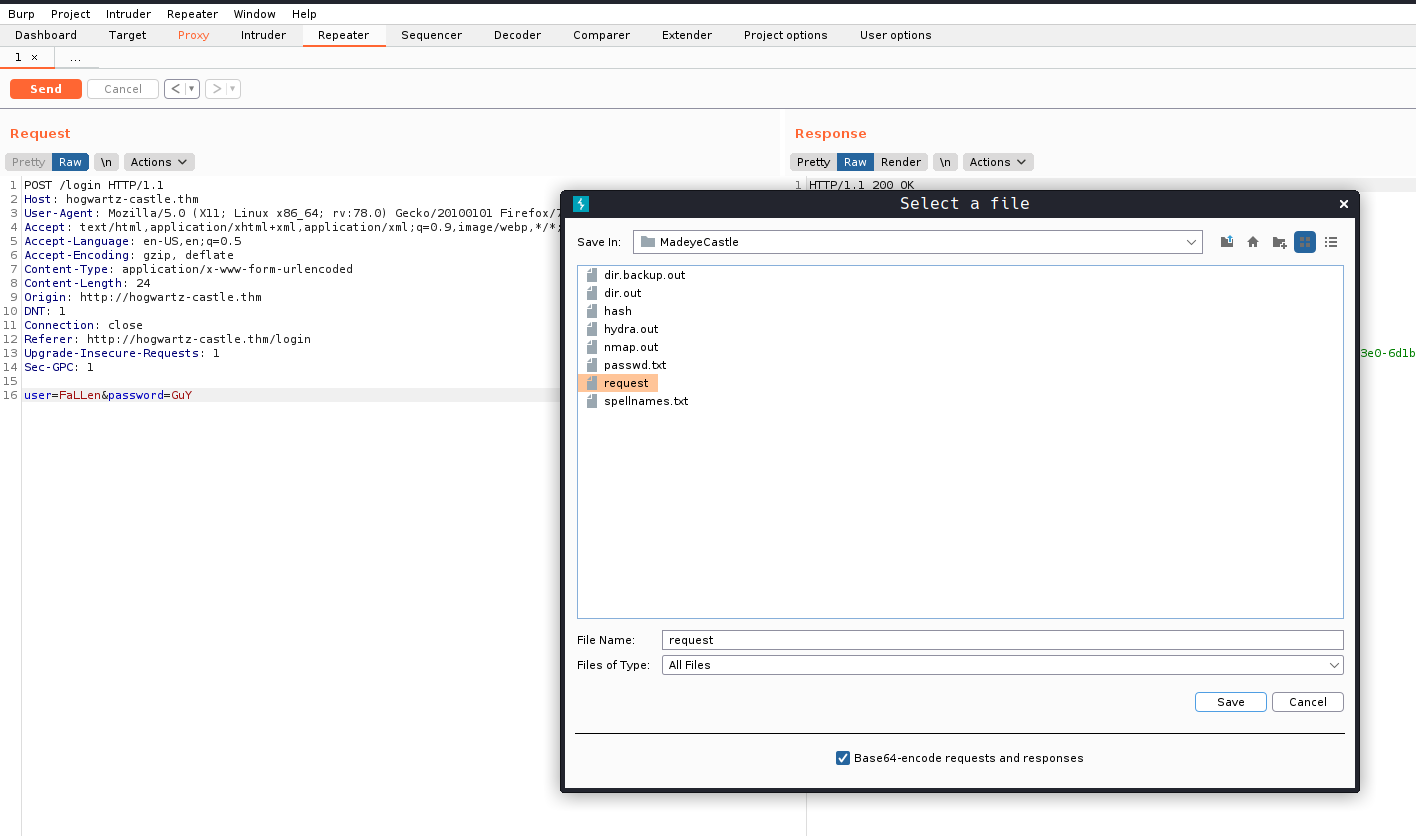 Burp Project Intruder Repeater Window Help
Dashboard Target Proxy Intruder Repeater Sequencer Decoder Comparer Extender Project options User options
1 × ...
Send Cancel < >
Request
Pretty Raw \n Actions
1 POST /login HTTP/1.1
2 Host: hogwartz-castle.thm
3 User-Agent: Mozilla/5.0 (X11; Linux x86_64; rv:78.0) Gecko/20100101 Firefox/7
4 Accept: text/html,application/xhtml+xml,application/xml;q=0.9,image/webp,*/*;
5 Accept-Language: en-US,en;q=0.5
6 Accept-Encoding: gzip, deflate
7 Content-Type: application/x-www-form-urlencoded
8 Content-Length: 24
9 Origin: http://hogwartz-castle.thm
10 DNT: 1
11 Connection: close
12 Referer: http://hogwartz-castle.thm/login
13 Upgrade-Insecure-Requests: 1
14 Sec-GPC: 1
15
16 user=FaLLen&password=GuY
Response
Pretty Raw Render \n Actions
1 HTTP/1.1 200 OK
3e0-6d1b
Select a file ×
Save In: MadeyeCastle
dir.backup.out
dir.out
hash
hydra.out
nmap.out
passwd.txt
request
spellnames.txt
File Name: request
Files of Type: All Files
Save Cancel
Base64-encode requests and responses